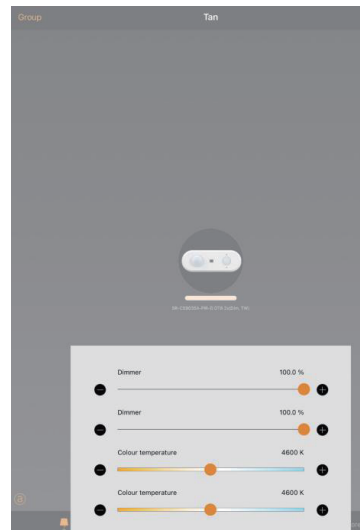 Group
Tan
Dimmer 100.0 %
Dimmer 100.0 %
Colour temperature 4600 K
Colour temperature 4600 K